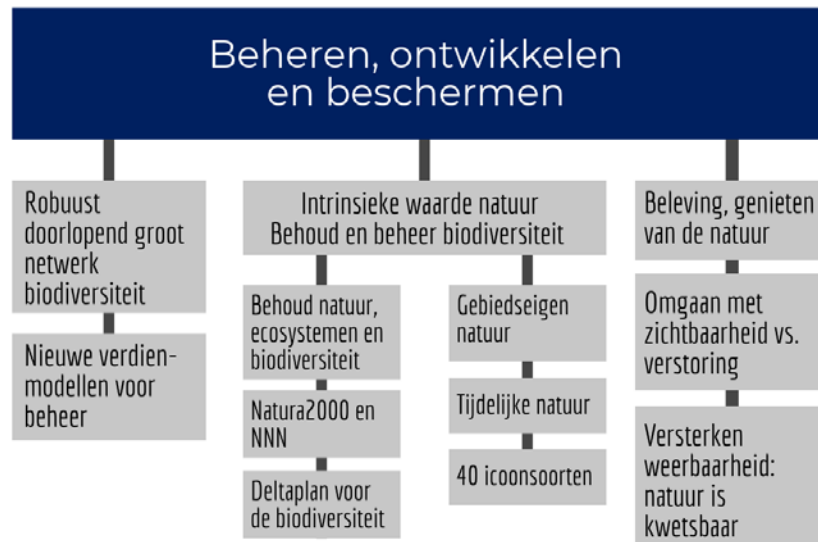 Beheren, ontwikkelen
en beschermen
Robuust
doorlopend groot
netwerk
biodiversiteit
Nieuwe verdien-
modellen voor
beheer
Intrinsieke waarde natuur
Behoud en beheer biodiversiteit
Behoud natuur,
ecosystemen en
biodiversiteit
Natura2000 en
NNN
Deltaplan voor
de biodiversiteit
Gebiedseigen
natuur
Tijdelijke natuur
40 icoonsoorten
Beleving, genieten
van de natuur
Omgaan met
zichtbaarheid vs.
verstoring
Versterken
weerbaarheid:
natuur is
kwetsbaar